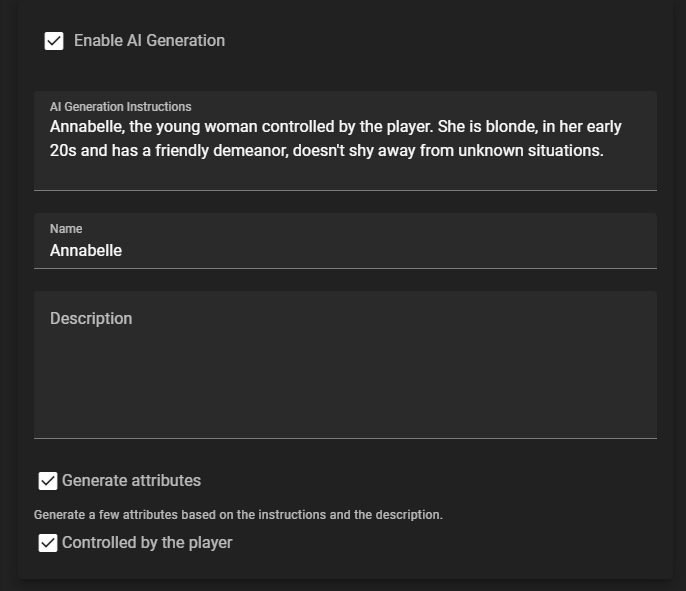 Enable AI Generation
AI Generation Instructions
Annabelle, the young woman controlled by the player. She is blonde, in her early
20s and has a friendly demeanor, doesn't shy away from unknown situations.
Name
Annabelle
Description
Generate attributes
Generate a few attributes based on the instructions and the description.
Controlled by the player